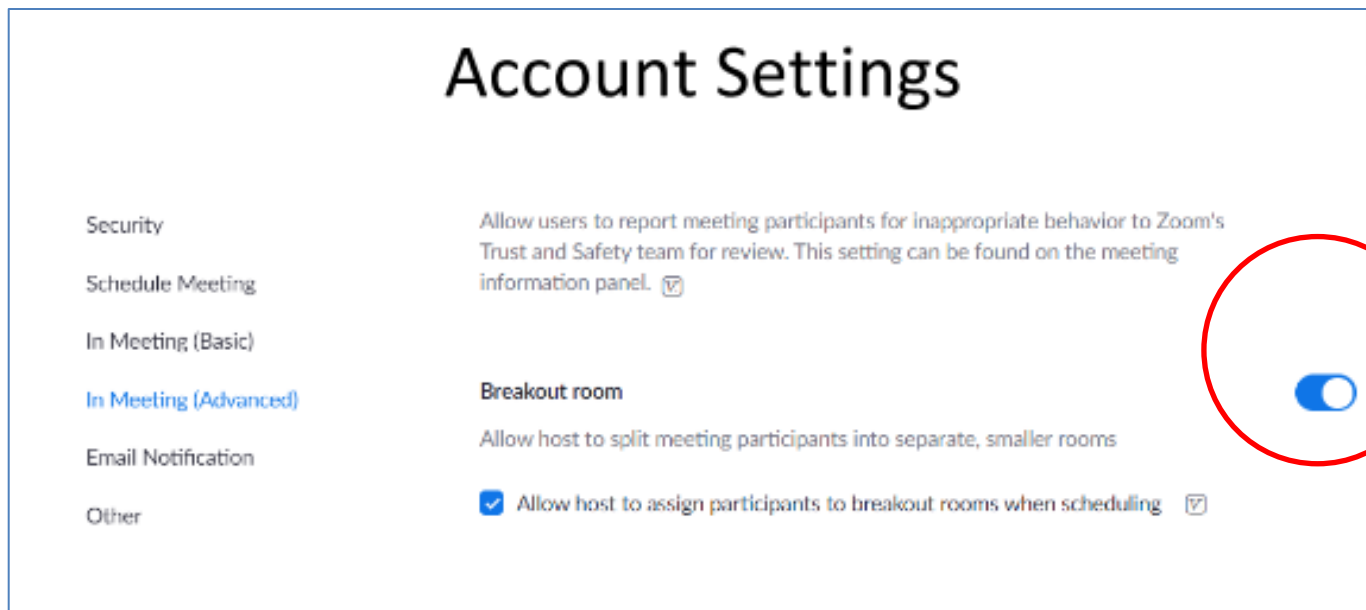 Account Settings
Security
Schedule Meeting
In Meeting (Basic)
In Meeting (Advanced)
Email Notification
Other
Allow users to report meeting participants for inappropriate behavior to Zoom's
Trust and Safety team for review. This setting can be found on the meeting
information panel.
Breakout room
Allow host to split meeting participants into separate, smaller rooms
Allow host to assign participants to breakout rooms when scheduling